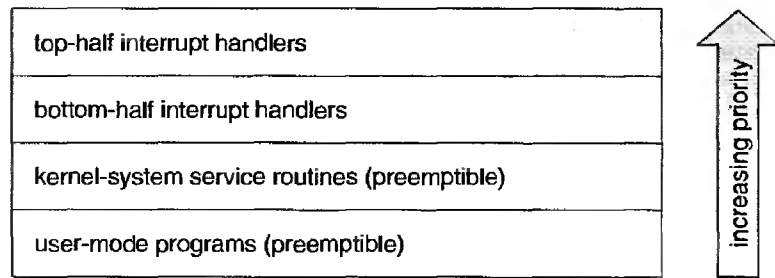 top-half interrupt handlers
bottom-half interrupt handlers
kernel-system service routines (preemptible)
user-mode programs (preemptible)
increasing priority